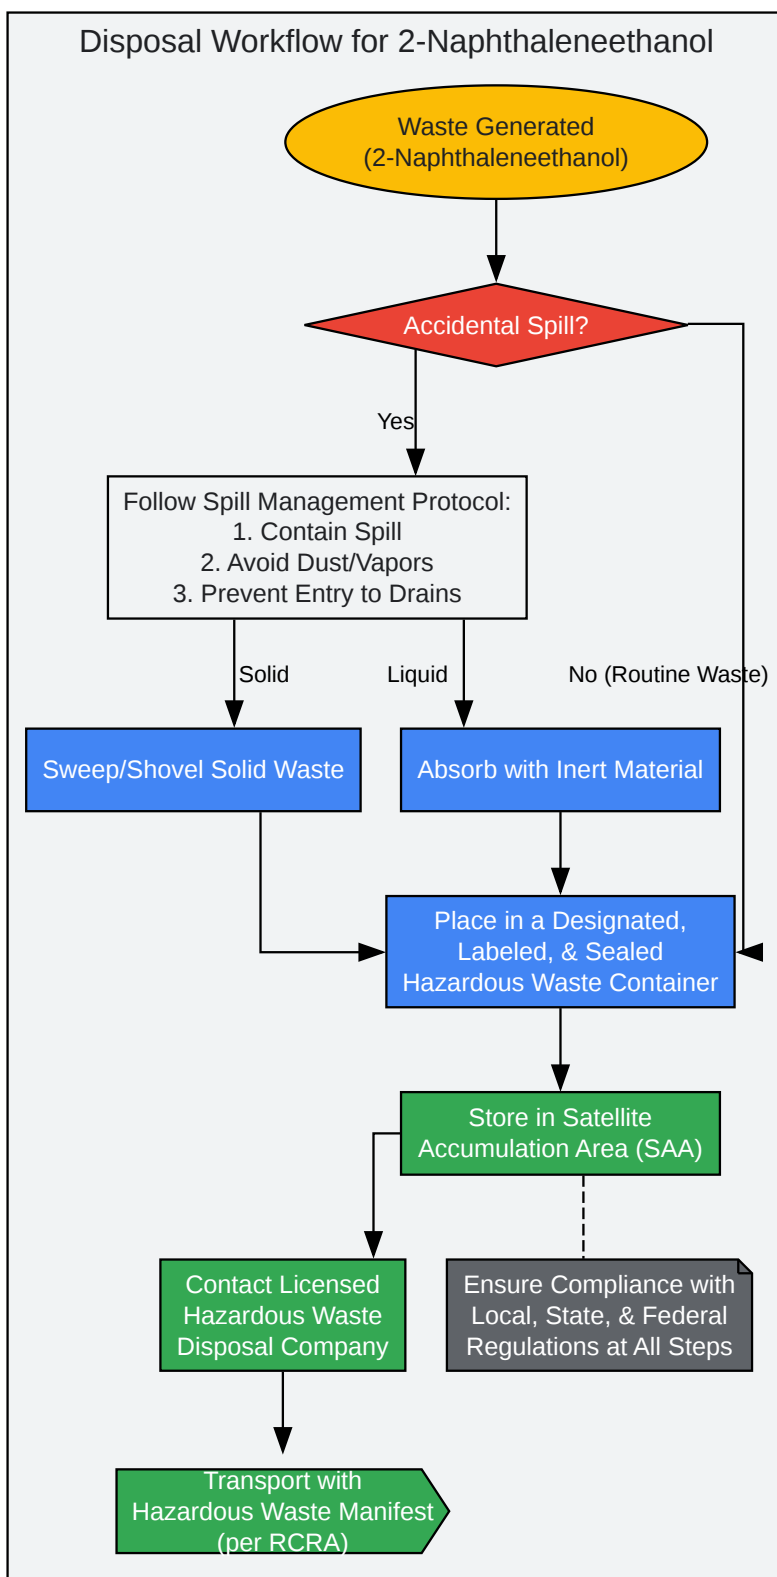 Disposal Workflow for 2-Naphthaleneethanol
Waste Generated
(2-Naphthaleneethanol)
Accidental Spill?
Yes
Follow Spill Management Protocol:
1. Contain Spill
2. Avoid Dust/Vapors
3. Prevent Entry to Drains
Solid
Liquid
No (Routine Waste)
Sweep/Shovel Solid Waste
Absorb with Inert Material
Place in a Designated,
Labeled, & Sealed
Hazardous Waste Container
Store in Satellite
Accumulation Area (SAA)
Contact Licensed
Hazardous Waste
Disposal Company
Ensure Compliance with
Local, State, & Federal
Regulations at All Steps
Transport with
Hazardous Waste Manifest
(per RCRA)